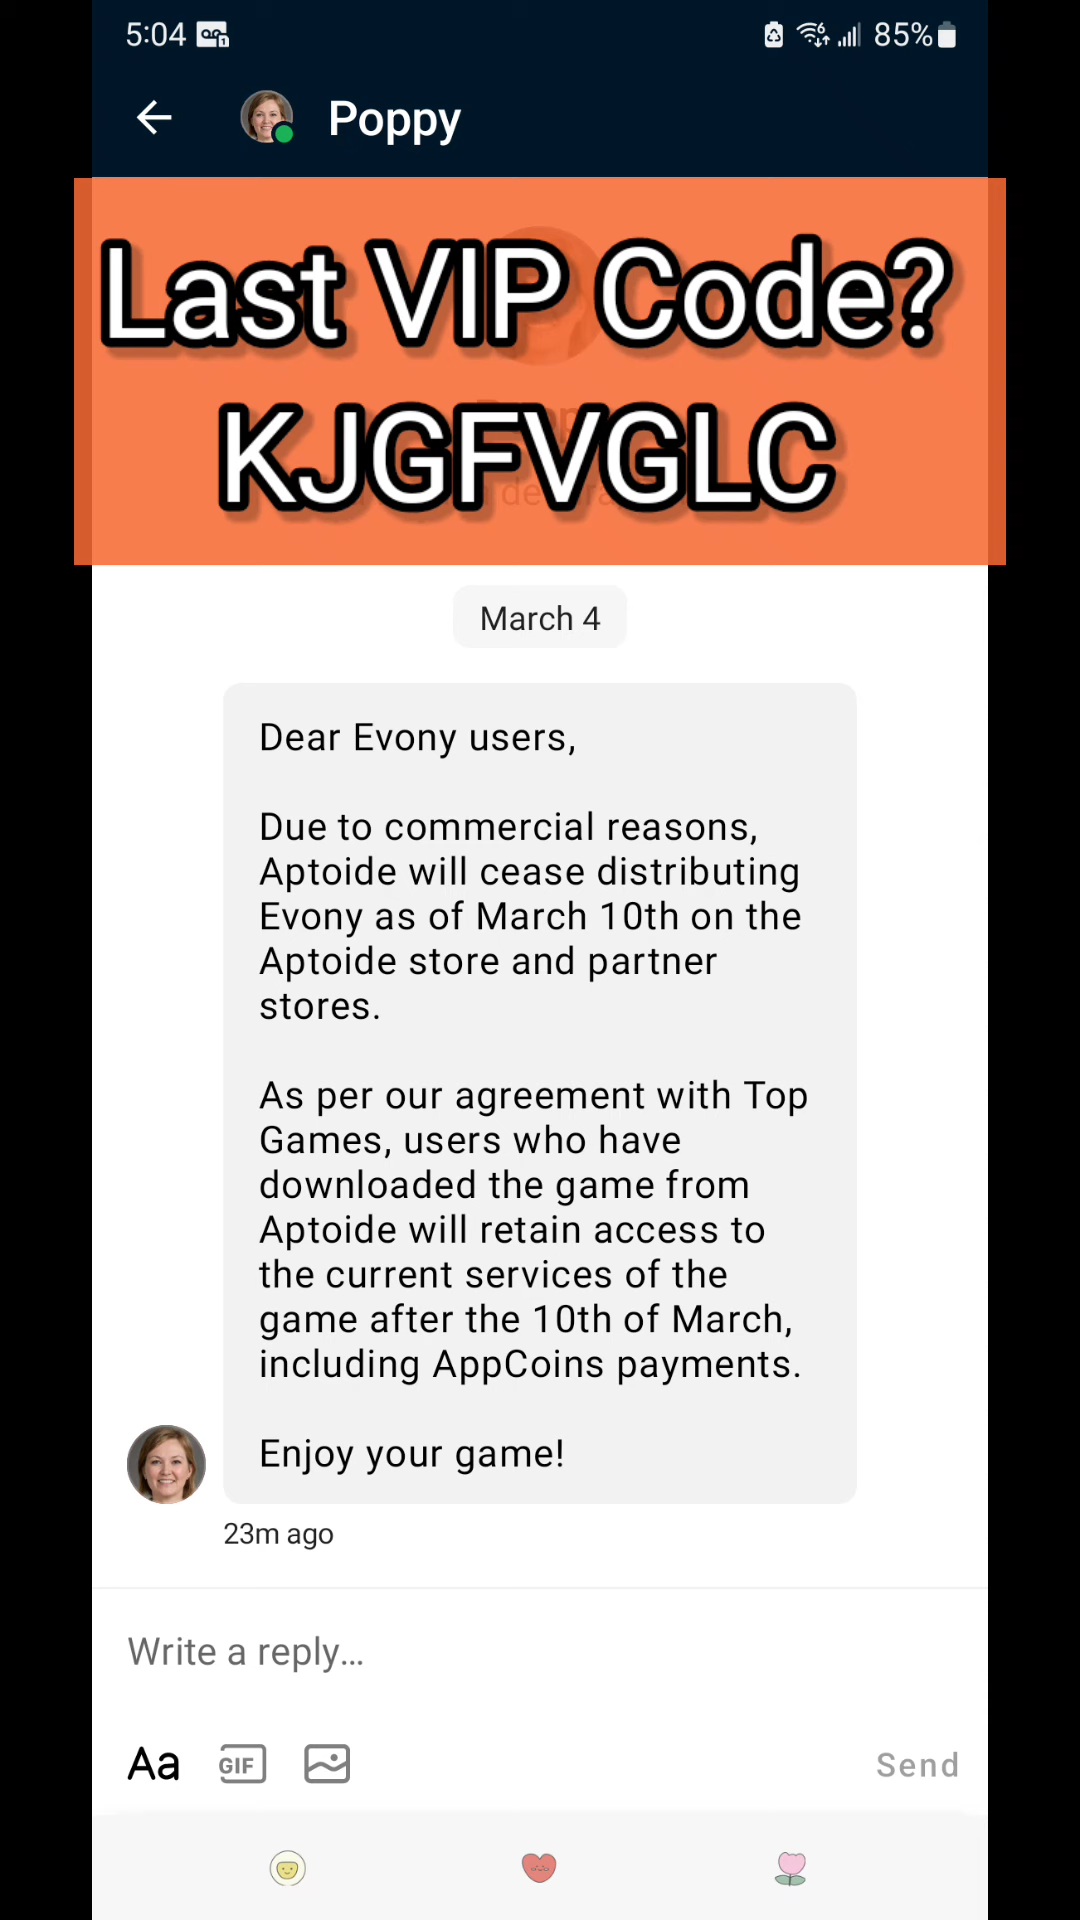 5:04
85%
Poppy
Last VIP Code?
KJGFVGLC
March 4
Dear Evony users,
Due to commercial reasons,
Aptoide will cease distributing
Evony as of March 10th on the
Aptoide store and partner
stores.
As per our agreement with Top
Games, users who have
downloaded the game from
Aptoide will retain access to
the current services of the
game after the 10th of March,
including AppCoins payments.
Enjoy your game!
23m ago
Write a reply...
Aa GIF Send